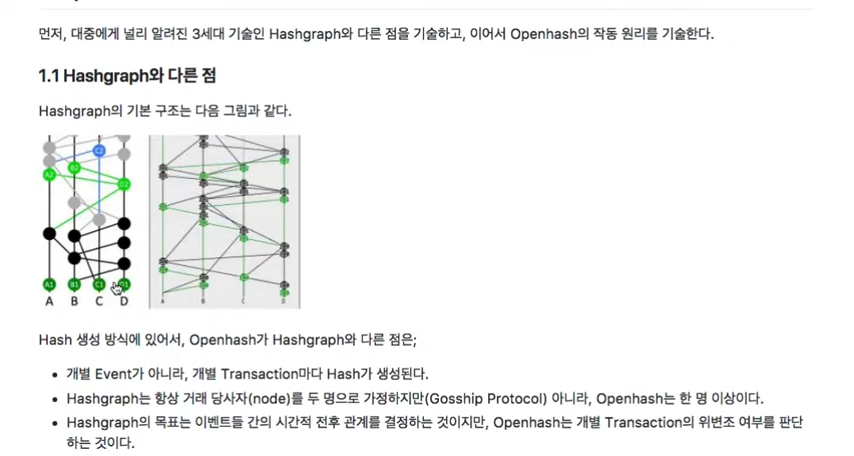 먼저, 대중에게 널리 알려진 3세대 기술인 Hashgraph와 다른 점을 기술하고, 이어서 Openhash의 작동 원리를 기술한다.
1.1 Hashgraph와 다른 점
Hashgraph의 기본 구조는 다음 그림과 같다.
C2
B2
A2
D2
A1 B1 C1 D1
A B C D
A B C D
Hash 생성 방식에 있어서, Openhash가 Hashgraph와 다른 점은;
• 개별 Event가 아니라, 개별 Transaction마다 Hash가 생성된다.
• Hashgraph는 항상 거래 당사자(node)를 두 명으로 가정하지만(Gosship Protocol) 아니라, Openhash는 한 명 이상이다.
• Hashgraph의 목표는 이벤트들 간의 시간적 전후 관계를 결정하는 것이지만, Openhash는 개별 Transaction의 위변조 여부를 판단
하는 것이다.